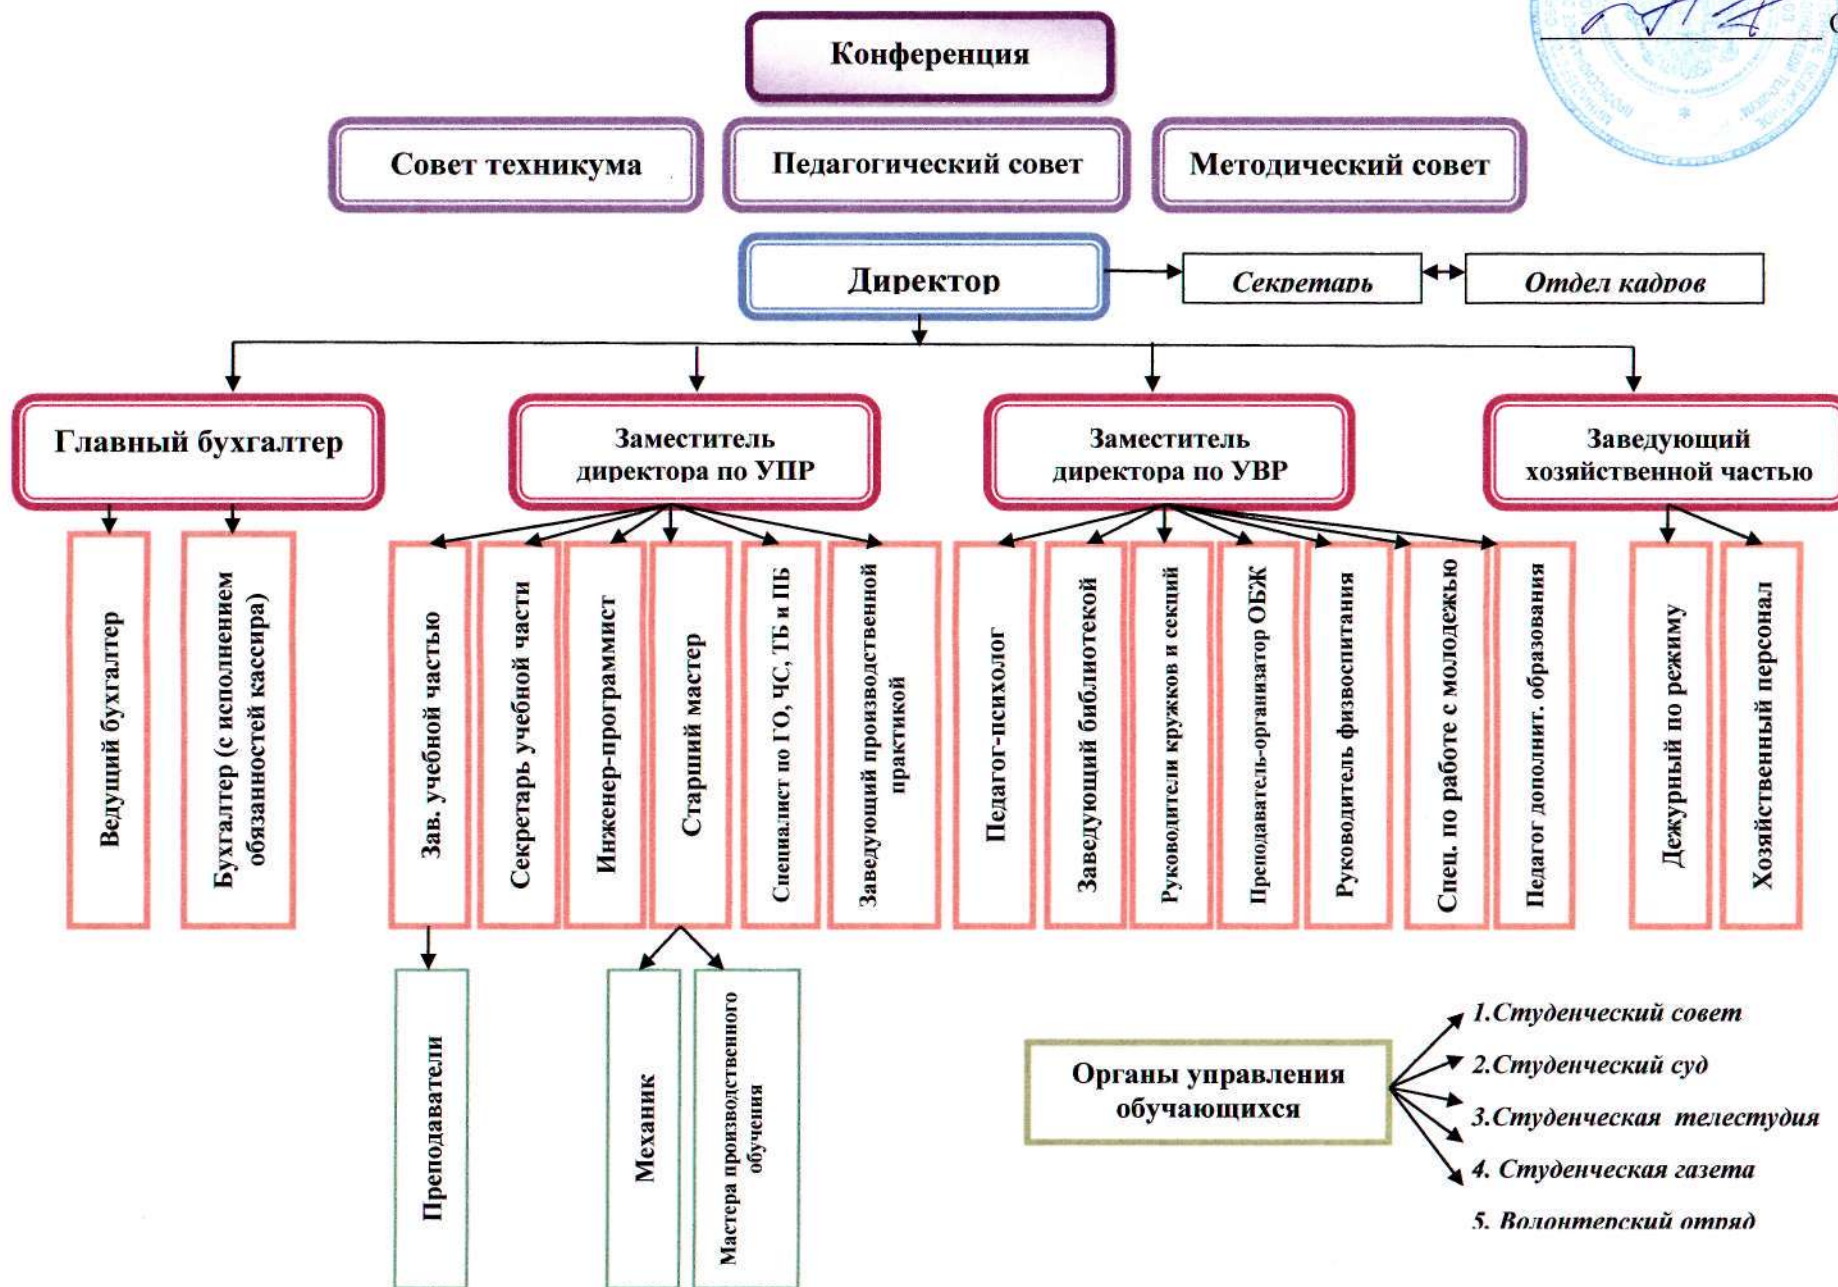 Конференция
Совет техникума
Педагогический совет
Методический совет
Директор
Секретарь
Отдел кадров
Главный бухгалтер
Заместитель
директора по УПР
Заместитель
директора по УВР
Заведующий
хозяйственной частью
Ведущий бухгалтер
Бухгалтер (с исполнением
обязанностей кассира)
Зав. учебной частью
Секретарь учебной части
Инженер-программист
Старший мастер
Специалист по ГО, ЧС, ТБ и ПБ
Заведующий производственной
практикой
Педагог-психолог
Заведующий библиотекой
Руководители кружков и секций
Преподаватель-организатор ОБЖ
Руководитель физвоспитания
Спец. по работе с молодежью
Педагог дополнит. образования
Дежурный по режиму
Хозяйственный персонал
Преподаватели
Механик
Мастера производственного
обучения
Органы управления
обучающихся
1.Студенческий совет
2.Студенческий суд
3.Студенческая телестудия
4. Студенческая газета
5. Волонтерский отряд